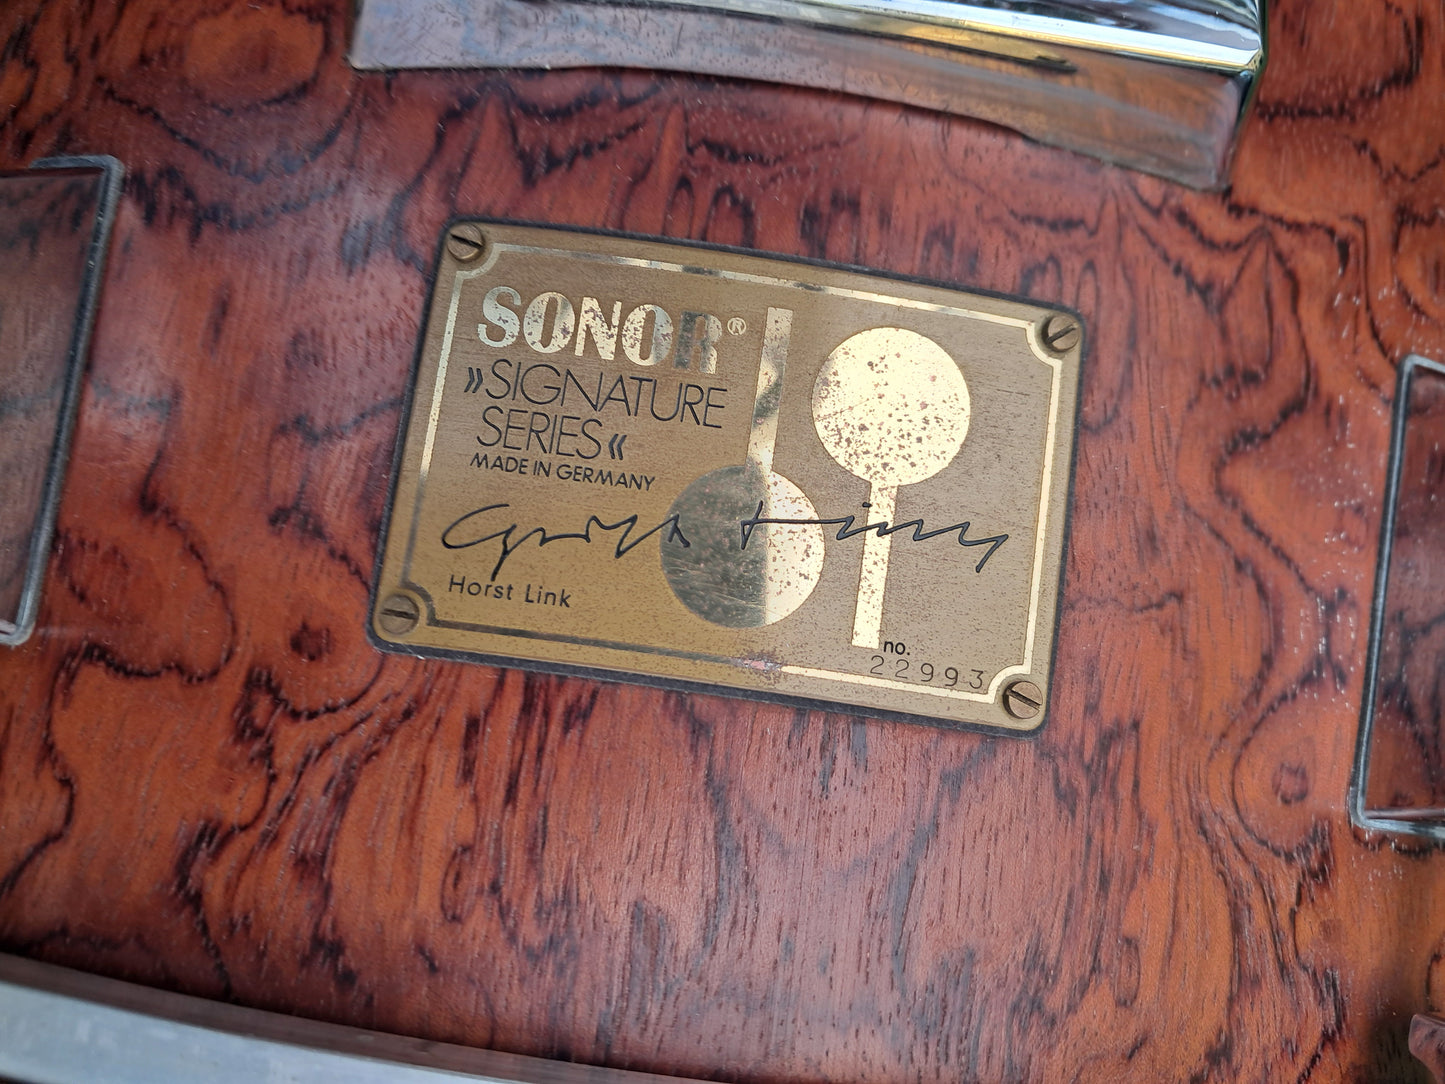 SONOR®
»SIGNATURE
SERIES«
MADE IN GERMANY
Horst Link
no.
22993